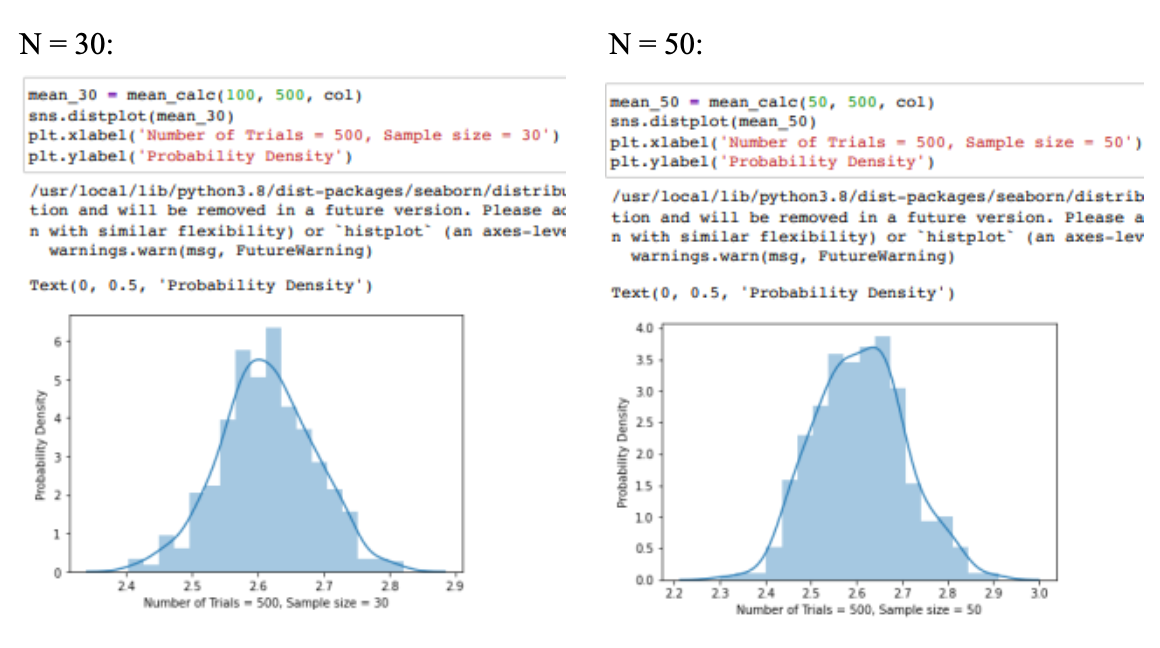 N = 30:
mean_30 = mean_calc(100, 500, col)
sns.distplot(mean_30)
plt.xlabel('Number of Trials = 500, Sample size = 30')
plt.ylabel('Probability Density')
/usr/local/lib/python3.8/dist-packages/seaborn/distribu
tion and will be removed in a future version. Please ad
n with similar flexibility) or `histplot` (an axes-leve
warnings.warn(msg, FutureWarning)
Text(0, 0.5, 'Probability Density')
6
5
4
3
2
1
0
Probability Density
2.4 2.5 2.6 2.7 2.8 2.9
Number of Trials = 500, Sample size = 30
N = 50:
mean_50 = mean_calc(50, 500, col)
sns.distplot(mean_50)
plt.xlabel('Number of Trials = 500, Sample size = 50')
plt.ylabel('Probability Density')
/usr/local/lib/python3.8/dist-packages/seaborn/distrib
tion and will be removed in a future version. Please a
n with similar flexibility) or `histplot` (an axes-lev
warnings.warn(msg, FutureWarning)
Text(0, 0.5, 'Probability Density')
4.0
3.5
3.0
2.5
2.0
1.5
1.0
0.5
0.0
Probability Density
2.2 2.3 2.4 2.5 2.6 2.7 2.8 2.9 3.0
Number of Trials = 500, Sample size = 50